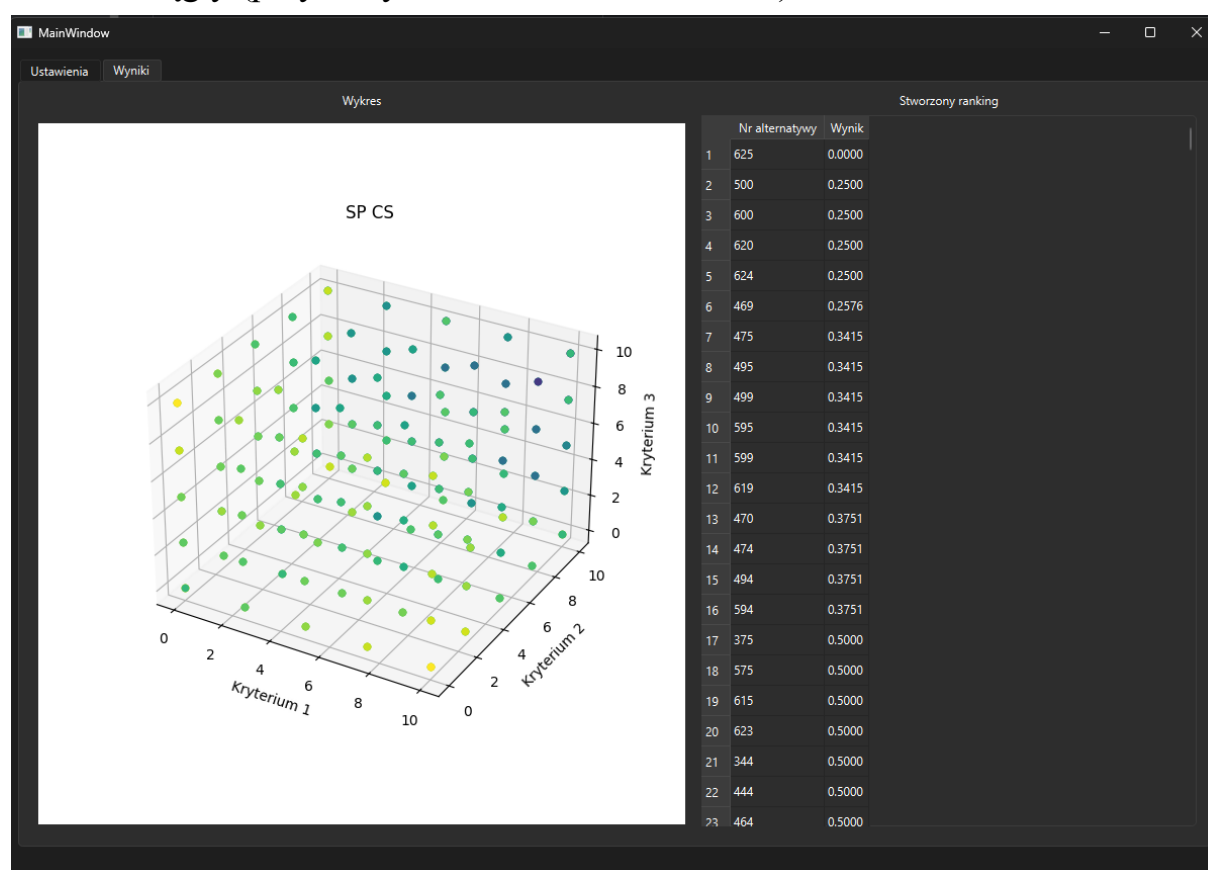 MainWindow
Ustawienia Wyniki
Wykres
SP CS
10
8
6
4
2
0
Kryterium 3
10
8
6
4
2
0
Kryterium 2
0
2
4
6
8
10
Kryterium 1
Stworzony ranking
Nr alternatywy Wynik
1 625 0.0000
2 500 0.2500
3 600 0.2500
4 620 0.2500
5 624 0.2500
6 469 0.2576
7 475 0.3415
8 495 0.3415
9 499 0.3415
10 595 0.3415
11 599 0.3415
12 619 0.3415
13 470 0.3751
14 474 0.3751
15 494 0.3751
16 594 0.3751
17 375 0.5000
18 575 0.5000
19 615 0.5000
20 623 0.5000
21 344 0.5000
22 444 0.5000
23 464 0.5000